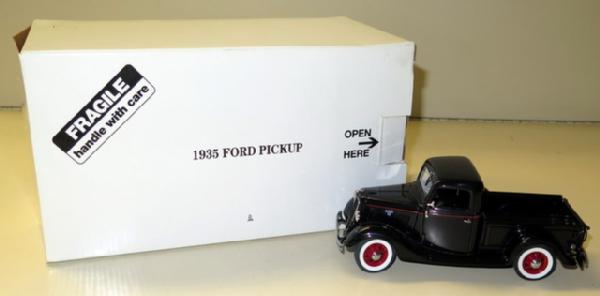 FRAGILE
handle with care
1935 FORD PICKUP
OPEN
HERE